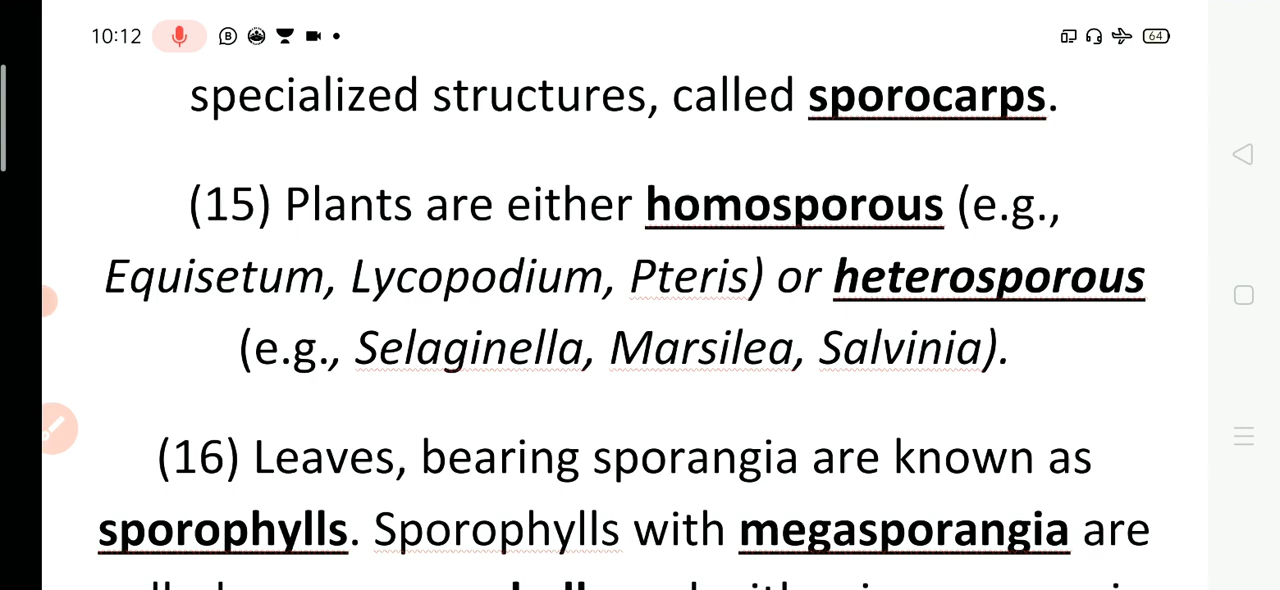 10:12
64
specialized structures, called sporocarps.
(15) Plants are either homosporous (e.g.,
Equisetum, Lycopodium, Pteris) or heterosporous
(e.g., Selaginella, Marsilea, Salvinia).
(16) Leaves, bearing sporangia are known as
sporophylls. Sporophylls with megasporangia are